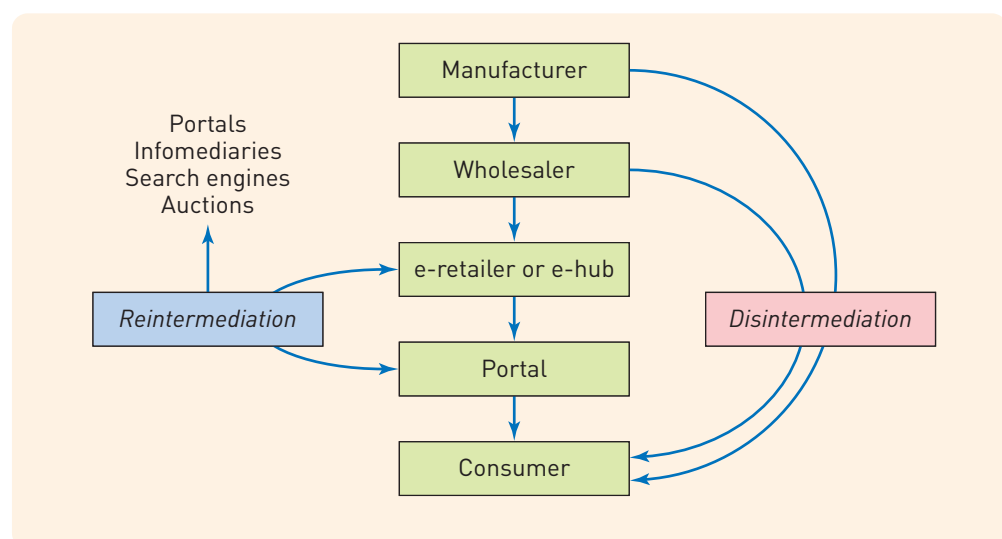 Manufacturer
Portals
Infomediaries
Search engines
Auctions
Wholesaler
e-retailer or e-hub
Reintermediation
Disintermediation
Portal
Consumer